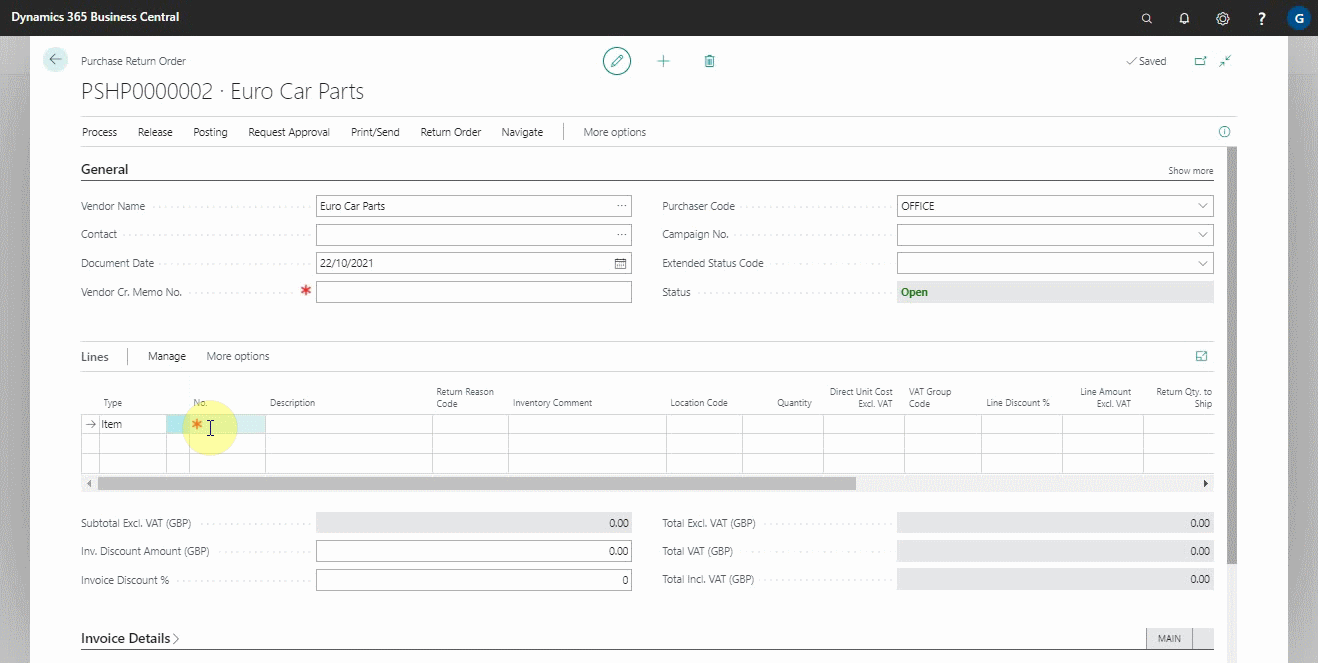 Dynamics 365 Business Central
? G
Purchase Return Order
Saved
PSHP0000002 · Euro Car Parts
Process Release Posting Request Approval Print/Send Return Order Navigate More options
General Show more
Vendor Name Euro Car Parts ... Purchaser Code OFFICE
Contact ... Campaign No.
Document Date 22/10/2021 Extended Status Code
Vendor Cr. Memo No. * Status Open
Lines Manage More options
Type No. Description Return Reason Code Inventory Comment Location Code Quantity Direct Unit Cost Excl. VAT VAT Group Code Line Discount % Line Amount Excl. VAT Return Qty. to Ship
Item *
Subtotal Excl. VAT (GBP) 0.00 Total Excl. VAT (GBP) 0.00
Inv. Discount Amount (GBP) 0.00 Total VAT (GBP) 0.00
Invoice Discount % 0 Total Incl. VAT (GBP) 0.00
Invoice Details > MAIN